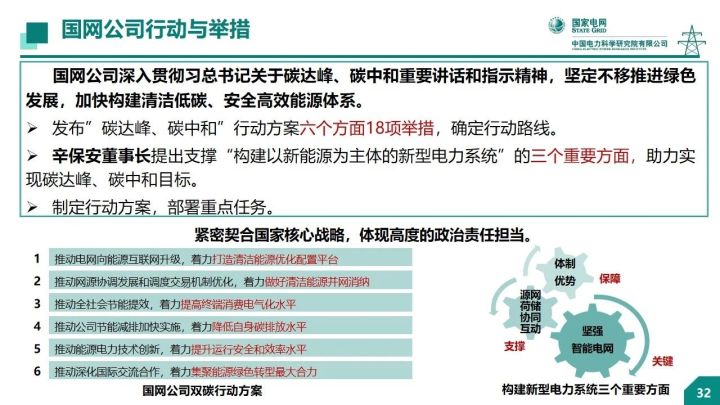 国网公司行动与举措
国家电网
STATE GRID
中国电力科学研究院有限公司
国网公司深入贯彻习总书记关于碳达峰、碳中和重要讲话和指示精神，坚定不移推进绿色
发展，加快构建清洁低碳、安全高效能源体系。
➢ 发布”碳达峰、碳中和”行动方案六个方面18项举措，确定行动路线。
➢ 辛保安董事长提出支撑“构建以新能源为主体的新型电力系统”的三个重要方面，助力实
现碳达峰、碳中和目标。
➢ 制定行动方案，部署重点任务。
紧密契合国家核心战略，体现高度的政治责任担当。
1 推动电网向能源互联网升级，着力打造清洁能源优化配置平台
2 推动网源协调发展和调度交易机制优化，着力做好清洁能源并网消纳
3 推动全社会节能提效，着力提高终端消费电气化水平
4 推动公司节能减排加快实施，着力降低自身碳排放水平
5 推动能源电力技术创新，着力提升运行安全和效率水平
6 推动深化国际交流合作，着力集聚能源绿色转型最大合力
国网公司双碳行动方案
体制
优势
保障
源网
荷储
协同
互动
支撑
坚强
智能电网
关键
构建新型电力系统三个重要方面
32